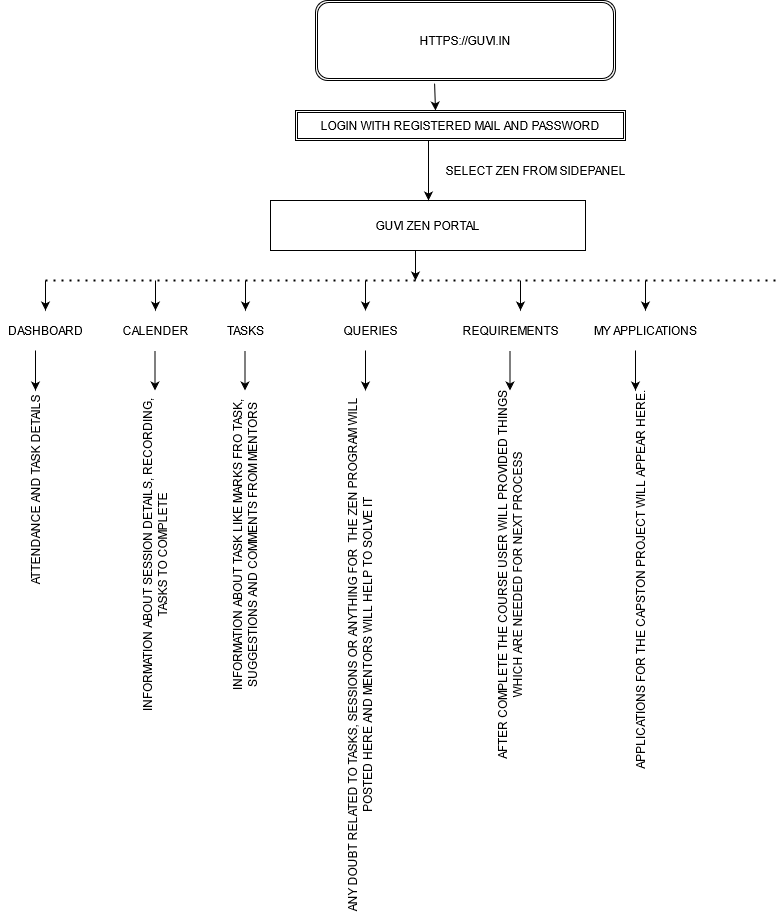 HTTPS://GUVI.IN
LOGIN WITH REGISTERED MAIL AND PASSWORD
SELECT ZEN FROM SIDEPANEL
GUVI ZEN PORTAL
DASHBOARD
CALENDER
TASKS
QUERIES
REQUIREMENTS
MY APPLICATIONS
ATTENDANCE AND TASK DETAILS
INFORMATION ABOUT SESSION DETAILS, RECORDING,
TASKS TO COMPLETE
INFORMATION ABOUT TASK LIKE MARKS FRO TASK,
SUGGESTIONS AND COMMENTS FROM MENTORS
ANY DOUBT RELATED TO TASKS, SESSIONS OR ANYTHING FOR THE ZEN PROGRAM WILL
POSTED HERE AND MENTORS WILL HELP TO SOLVE IT
AFTER COMPLETE THE COURSE USER WILL PROVIDED THINGS
WHICH ARE NEEDED FOR NEXT PROCESS
APPLICATIONS FOR THE CAPSTON PROJECT WILL APPEAR HERE.